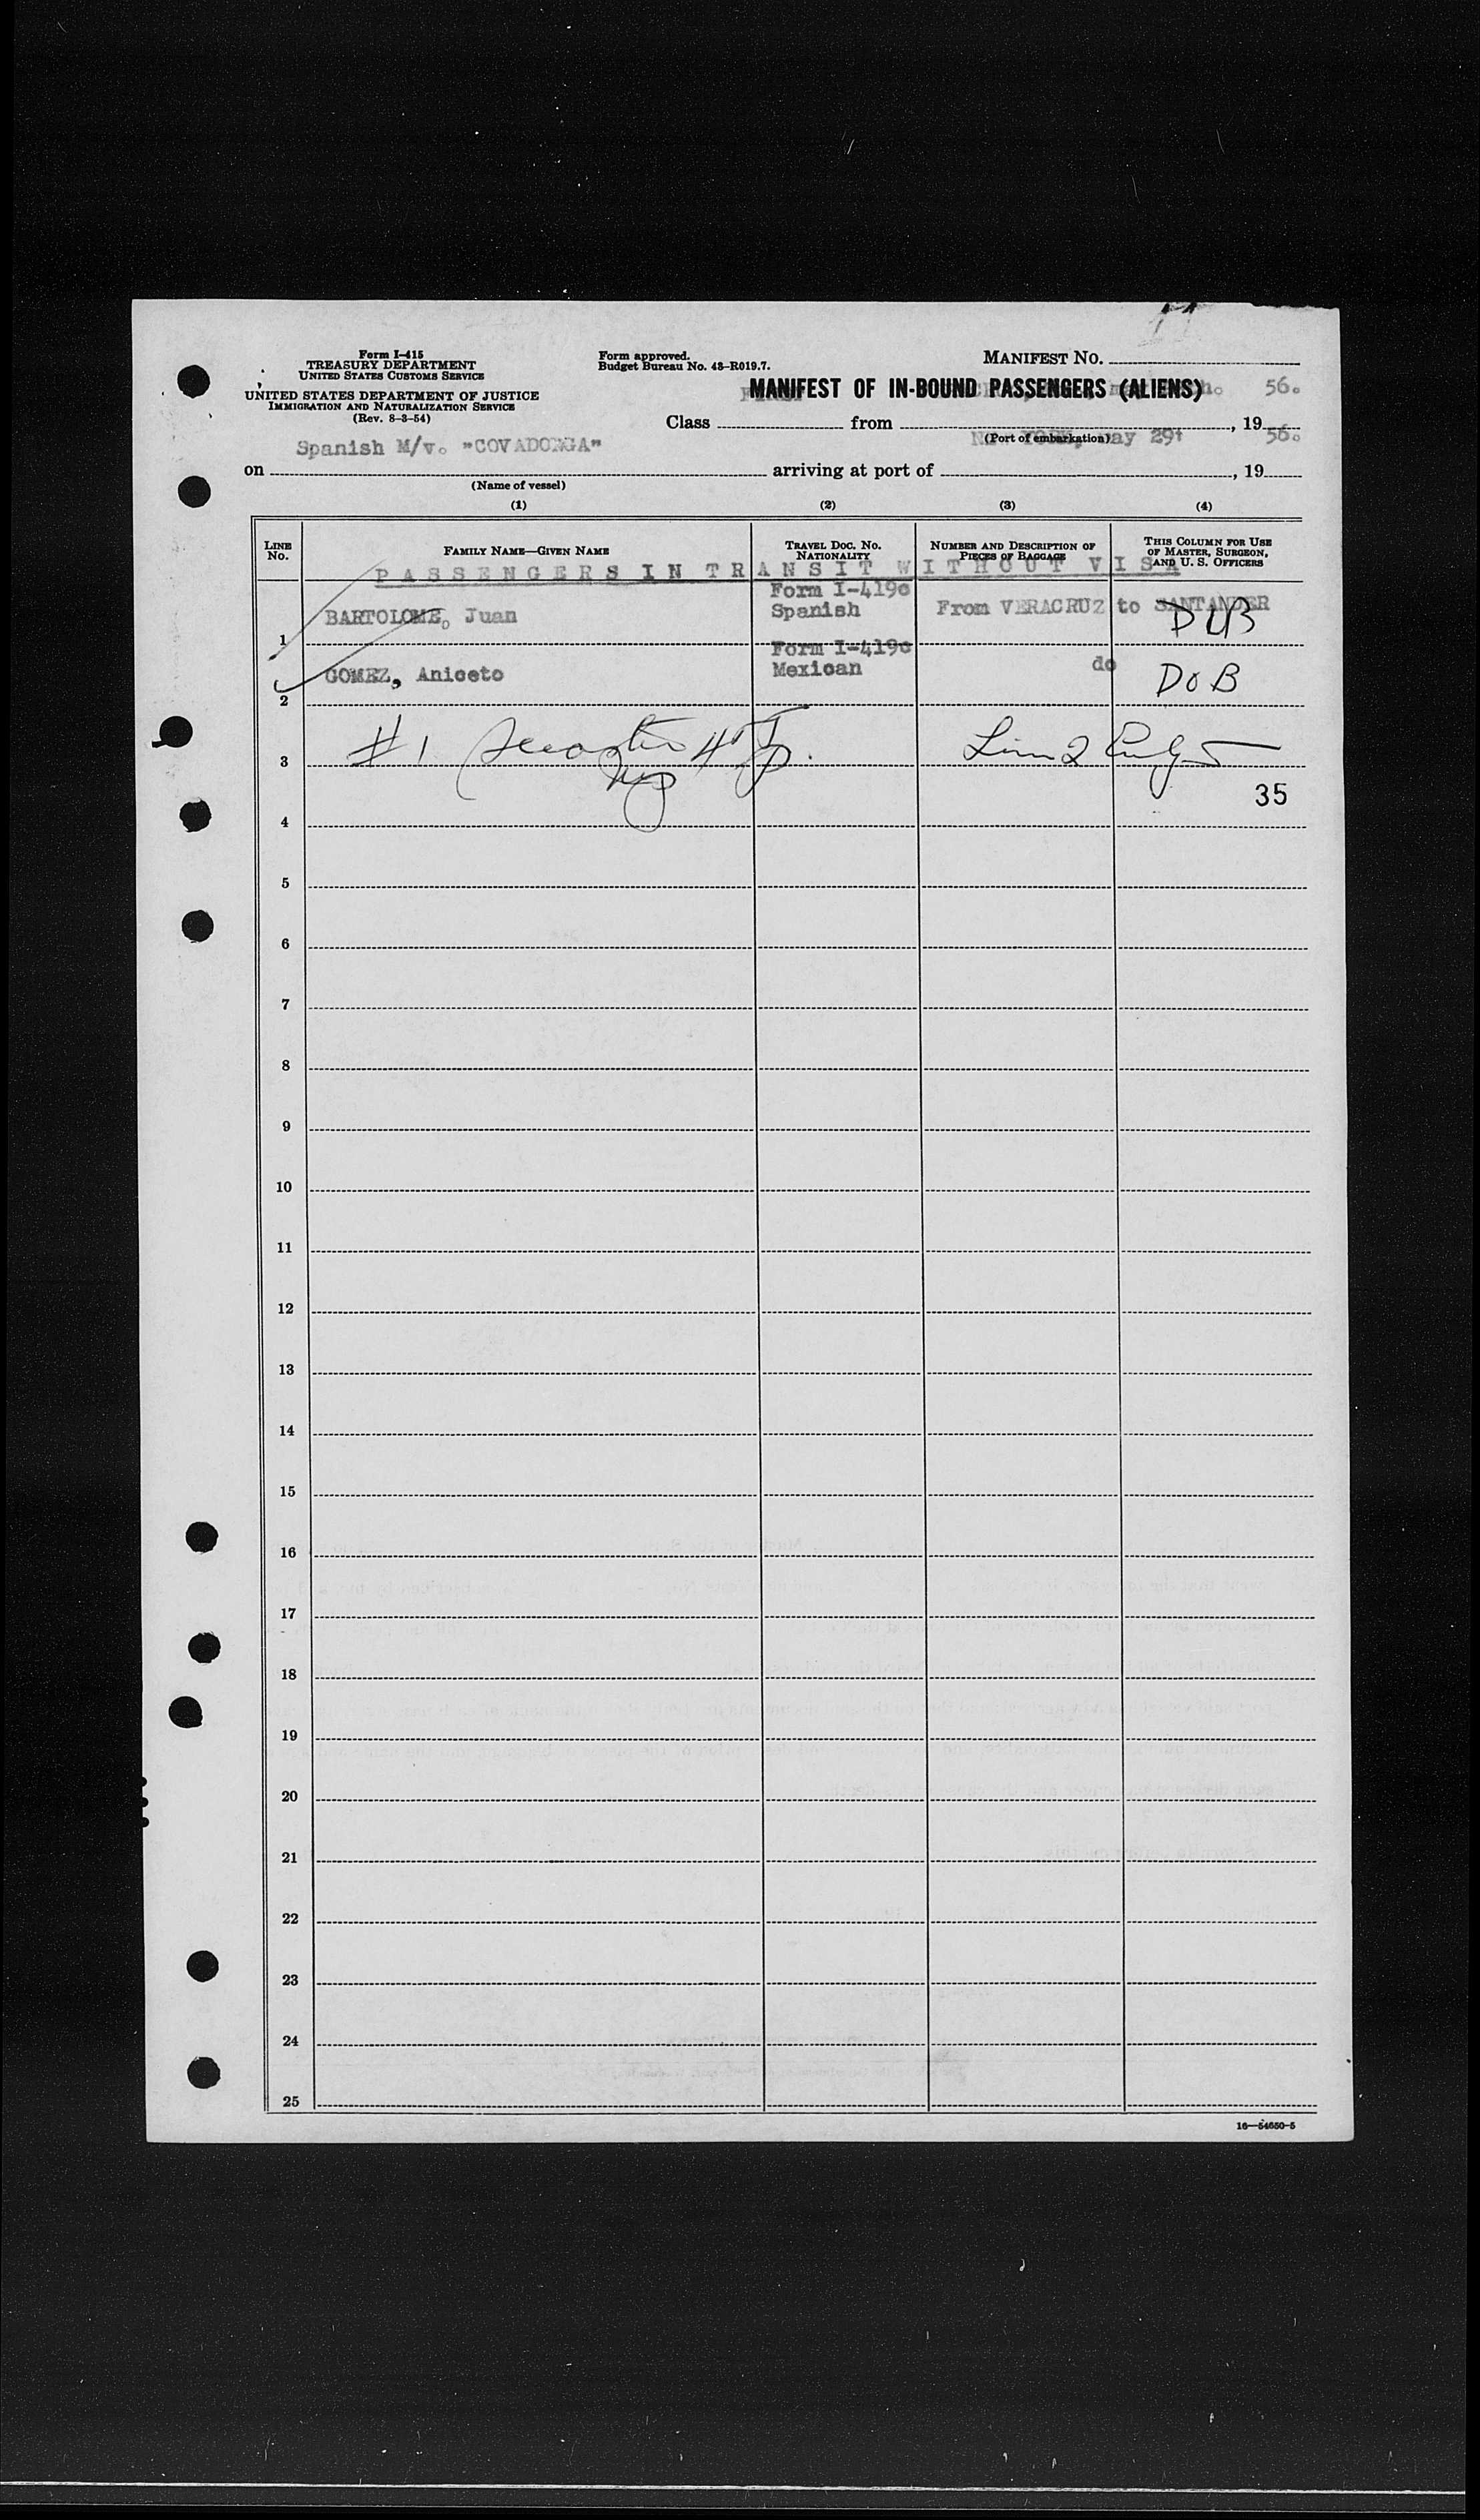 Form I-415
TREASURY DEPARTMENT
UNITED STATES CUSTOMS SERVICE
UNITED STATES DEPARTMENT OF JUSTICE
IMMIGRATION AND NATURALIZATION SERVICE
(Rev. 8-3-54)
Form approved.
Budget Bureau No. 43-R019.7.
MANIFEST NO.
MANIFEST OF IN-BOUND PASSENGERS (ALIENS)
56.
Class from , 19
(Port of embarkation)
YORK, May 29t 56.
Spanish M/v. "COVADONGA"
on arriving at port of , 19
(Name of vessel)
(1) (2) (3) (4)
LINE NO.
FAMILY NAME—GIVEN NAME
TRAVEL DOC. NO. NATIONALITY
NUMBER AND DESCRIPTION OF PIECES OF BAGGAGE
THIS COLUMN FOR USE OF MASTER, SURGEON, AND U. S. OFFICERS
PASSENGERS IN TRANSIT WITHOUT VISA
Form I-419c
1 BARTOLOME, Juan Spanish From VERACRUZ to SANTANDER
Form I-419c
2 GOMEZ, Aniceto Mexican do DOB
3 #1 Line 2
35
4
5
6
7
8
9
10
11
12
13
14
15
16
17
18
19
20
21
22
23
24
25
16—54650-5